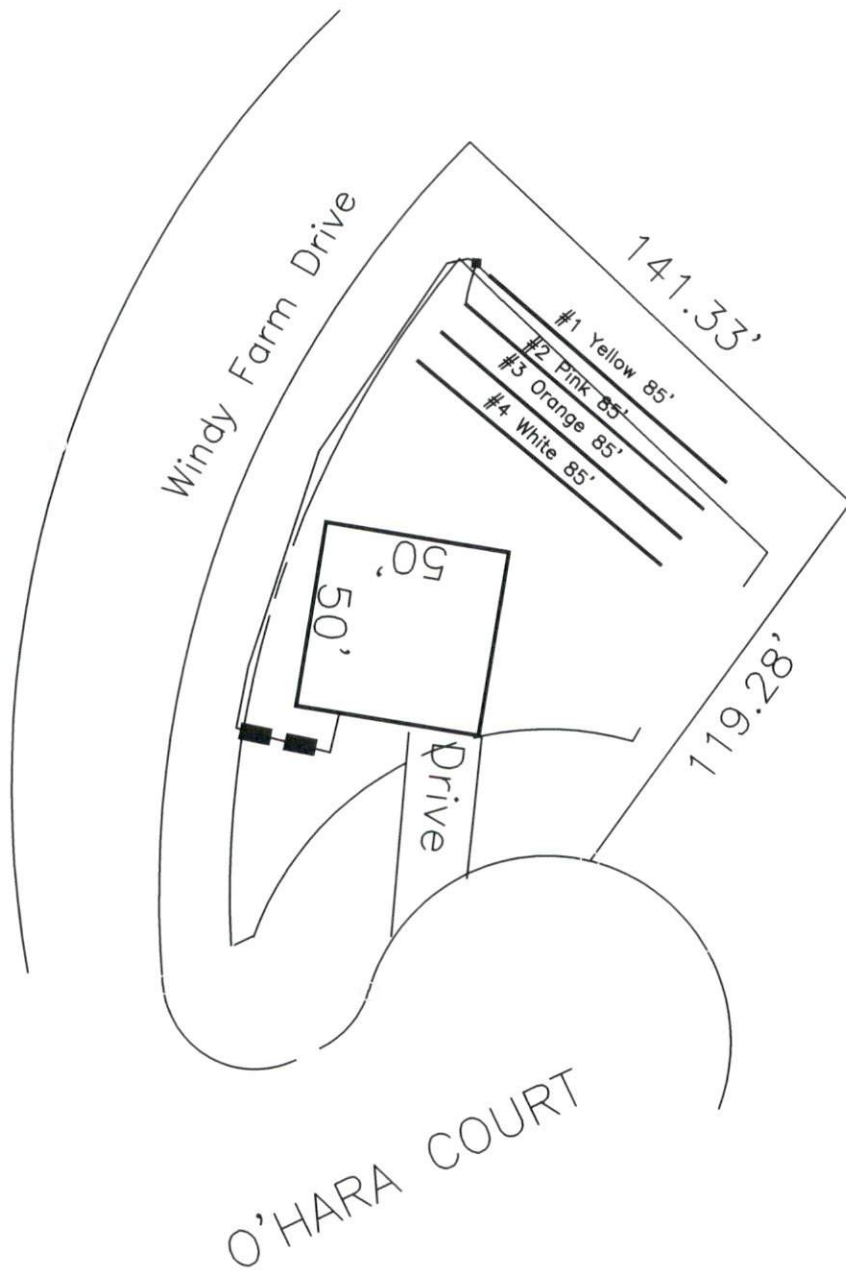 Windy Farm Drive
141.33'
#1 Yellow 85'
#2 Pink 85'
#3 Orange 85'
#4 White 85'
50'
50'
119.28'
Drive
O'HARA COURT